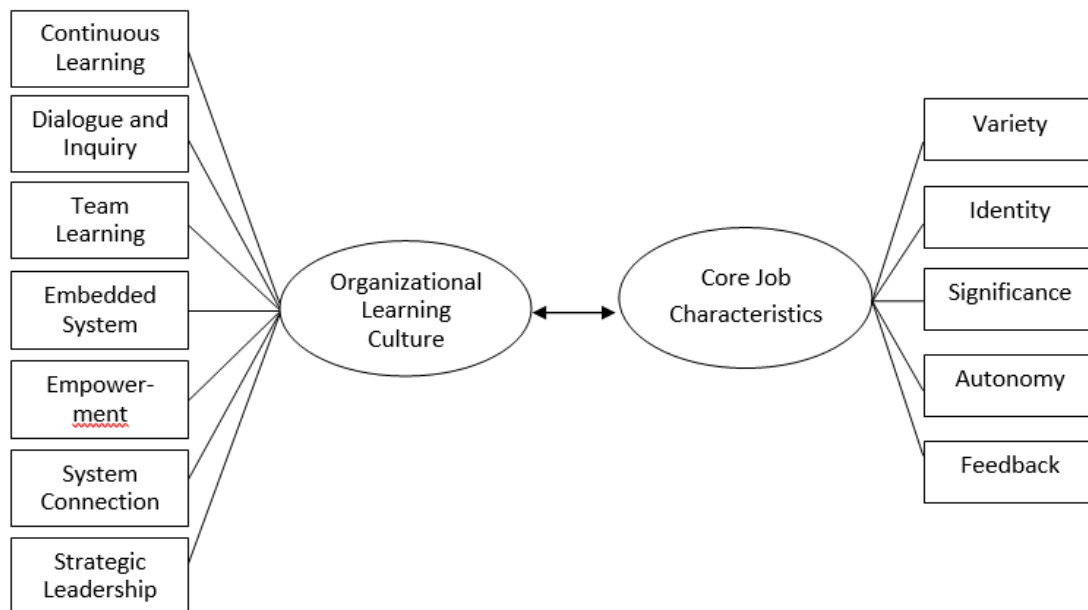 Continuous
Learning
Dialogue and
Inquiry
Team
Learning
Embedded
System
Empower-
ment
System
Connection
Strategic
Leadership
Organizational
Learning
Culture
Core Job
Characteristics
Variety
Identity
Significance
Autonomy
Feedback